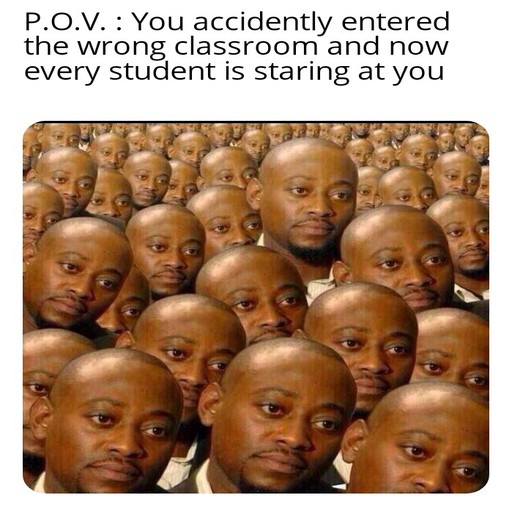 P.O.V. : You accidently entered
the wrong classroom and now
every student is staring at you